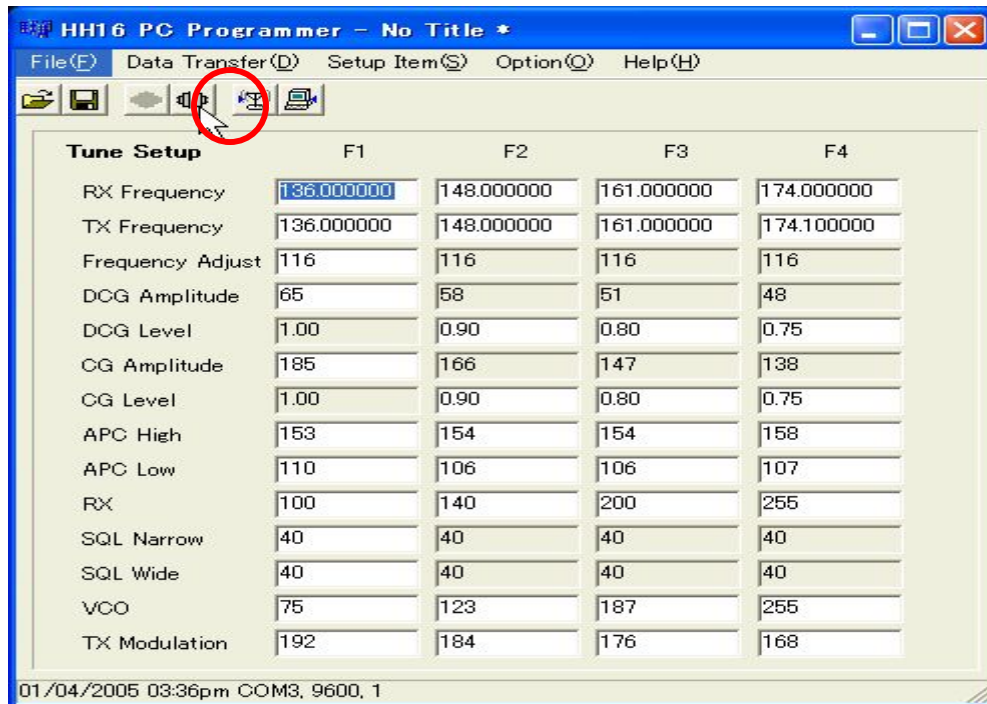 HH16 PC Programmer - No Title *
File(F) Data Transfer(D) Setup Item(S) Option(O) Help(H)
Tune Setup F1 F2 F3 F4
RX Frequency 136.000000 148.000000 161.000000 174.000000
TX Frequency 136.000000 148.000000 161.000000 174.100000
Frequency Adjust 116 116 116 116
DCG Amplitude 65 58 51 48
DCG Level 1.00 0.90 0.80 0.75
CG Amplitude 185 166 147 138
CG Level 1.00 0.90 0.80 0.75
APC High 153 154 154 158
APC Low 110 106 106 107
RX 100 140 200 255
SQL Narrow 40 40 40 40
SQL Wide 40 40 40 40
VCO 75 123 187 255
TX Modulation 192 184 176 168
01/04/2005 03:36pm COM3, 9600, 1